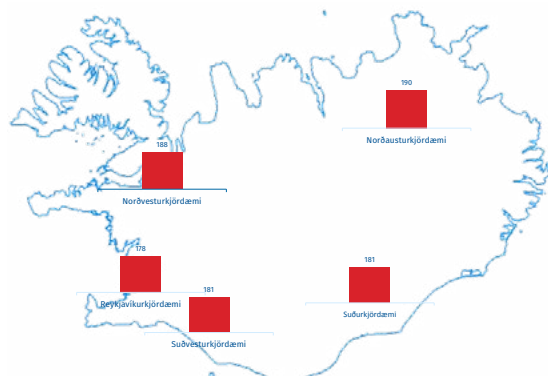 190
Norðausturkjördæmi
188
Norðvesturkjördæmi
178
Reykjavíkurkjördæmi
181
Suðvesturkjördæmi
181
Suðurkjördæmi